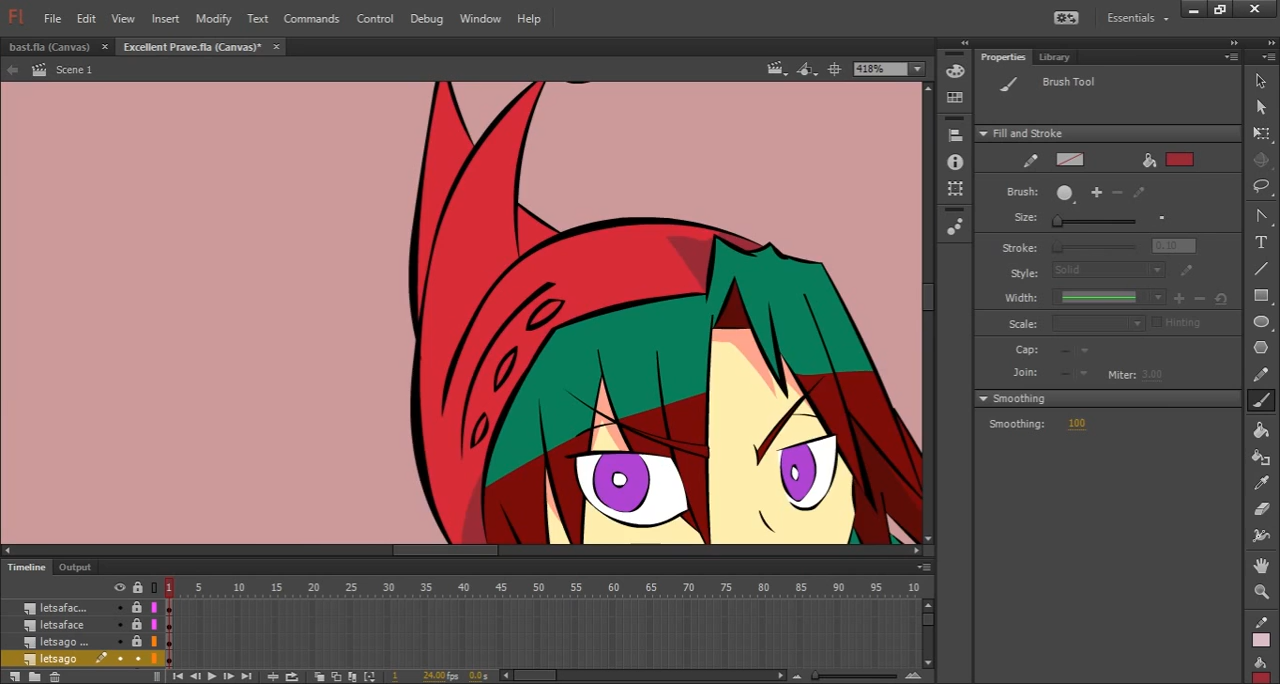 Fl File Edit View Insert Modify Text Commands Control Debug Window Help Essentials
bast.fla (Canvas) × Excellent Prave.fla (Canvas)* ×
Scene 1 418%
Properties Library
Brush Tool
Fill and Stroke
Brush:
Size:
Stroke: 0.10
Style: Solid
Width:
Scale: Hinting
Cap:
Join: Miter: 3.00
Smoothing
Smoothing: 100
Timeline Output
1 5 10 15 20 25 30 35 40 45 50 55 60 65 70 75 80 85 90 95 10
letsafac...
letsaface
letsago ...
letsago
1 24.00 fps 0.0 s